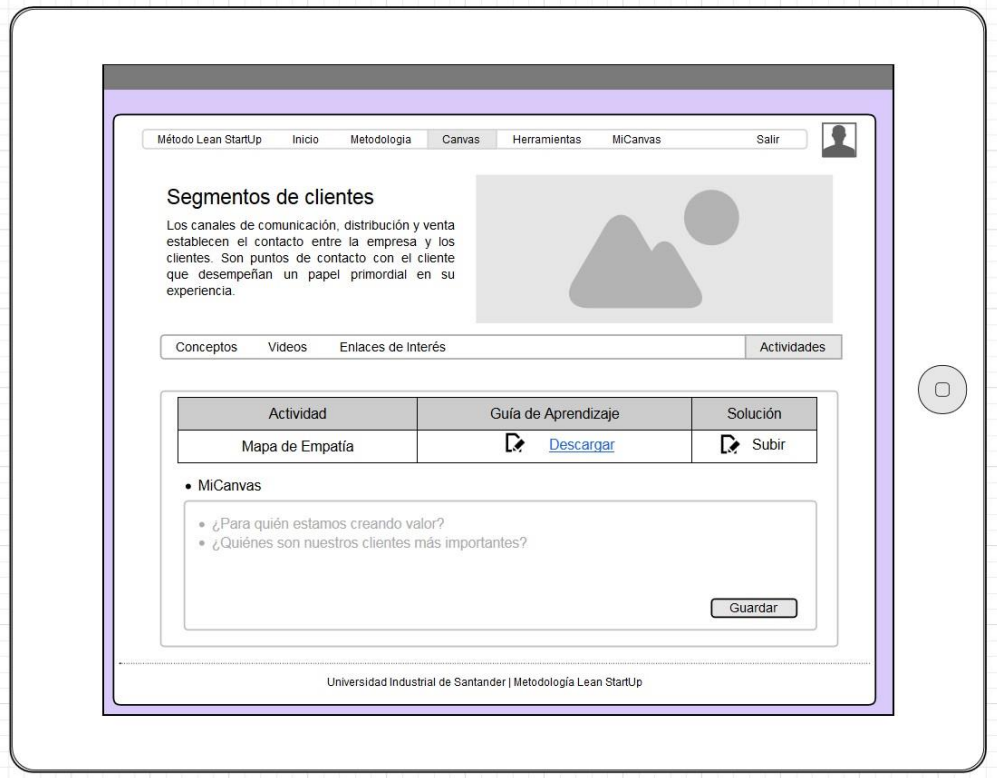 Método Lean StartUp Inicio Metodologia Canvas Herramientas MiCanvas Salir
Segmentos de clientes
Los canales de comunicación, distribución y venta
establecen el contacto entre la empresa y los
clientes. Son puntos de contacto con el cliente
que desempeñan un papel primordial en su
experiencia.
Conceptos Videos Enlaces de Interés Actividades
Actividad Guía de Aprendizaje Solución
Mapa de Empatía Descargar Subir
• MiCanvas
• ¿Para quién estamos creando valor?
• ¿Quiénes son nuestros clientes más importantes?
Guardar
Universidad Industrial de Santander | Metodología Lean StartUp